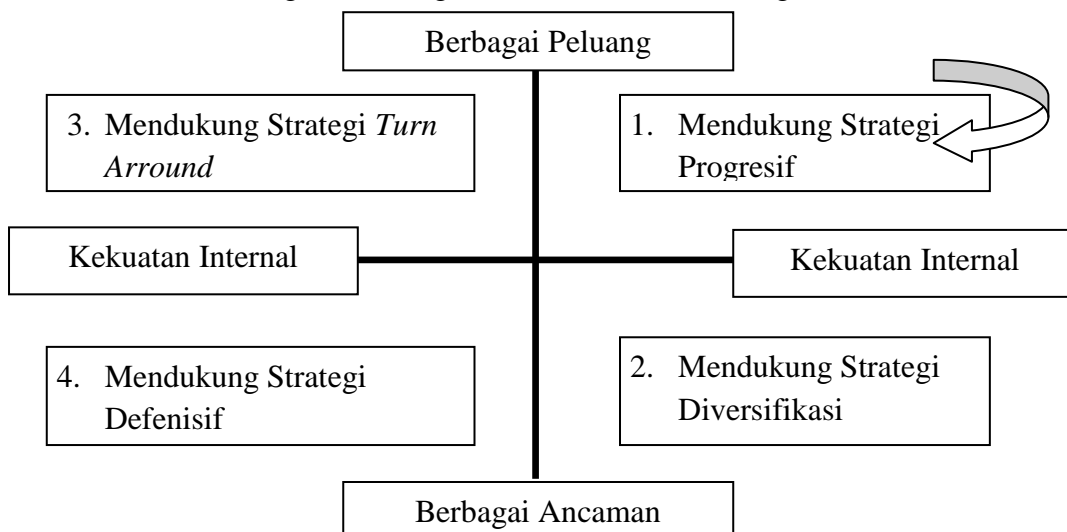 Berbagai Peluang
3. Mendukung Strategi Turn
Arround
1. Mendukung Strategi
Progresif
Kekuatan Internal
Kekuatan Internal
4. Mendukung Strategi
Defenisif
2. Mendukung Strategi
Diversifikasi
Berbagai Ancaman